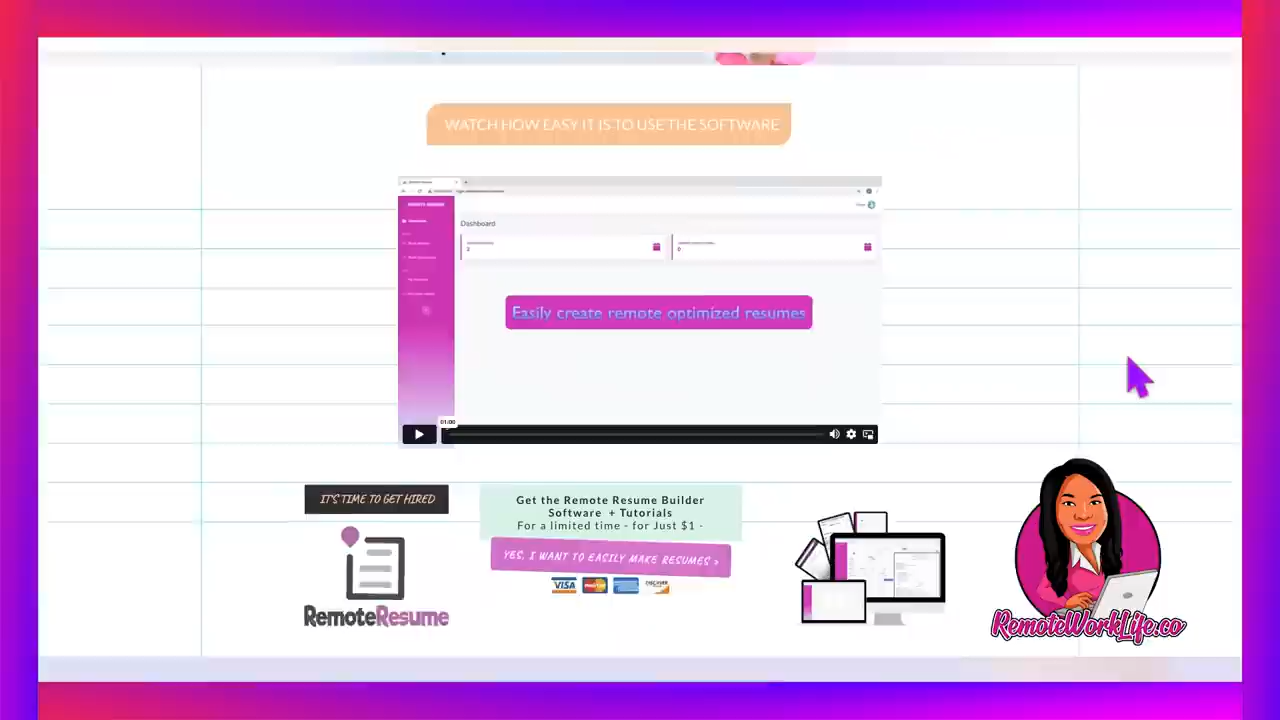 WATCH HOW EASY IT IS TO USE THE SOFTWARE
Dashboard
Easily create remote optimized resumes
01:00
IT'S TIME TO GET HIRED
RemoteResume
Get the Remote Resume Builder
Software + Tutorials
For a limited time - for Just $1 -
YES, I WANT TO EASILY MAKE RESUMES >
VISA
DISCOVER
RemoteWorkLife.co